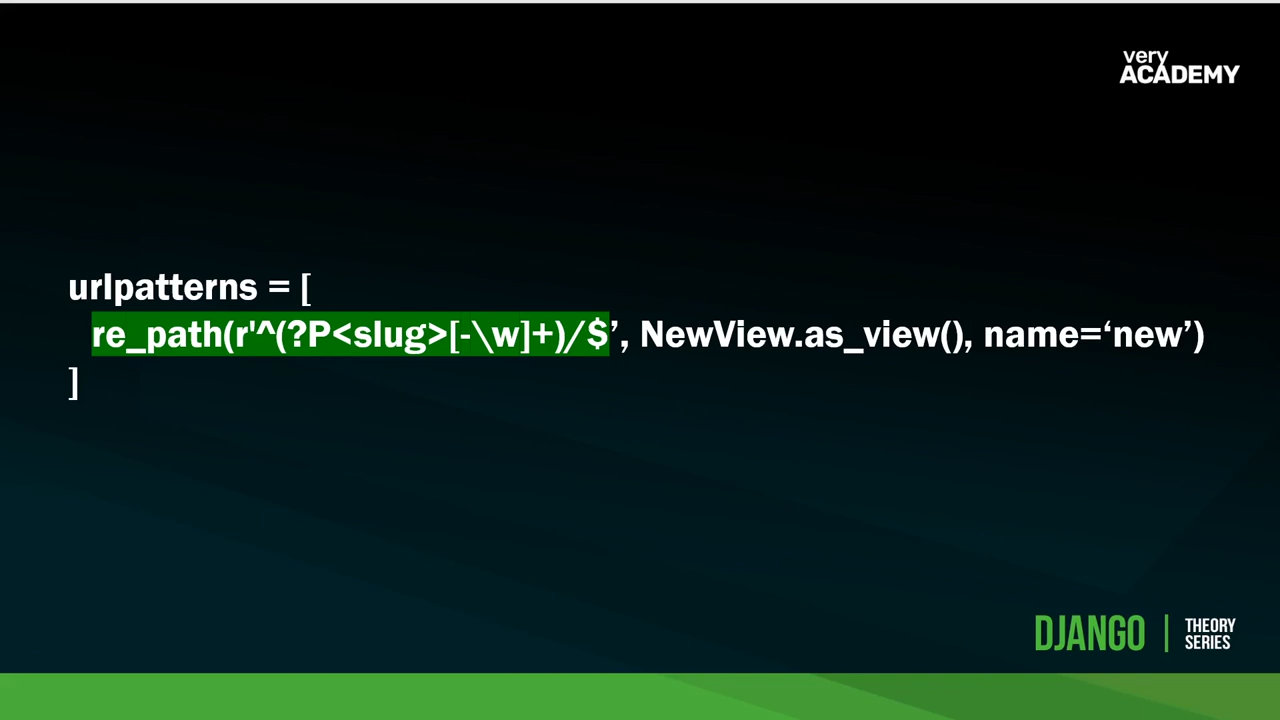 very
ACADEMY
urlpatterns = [
re_path(r'^(?P<slug>[-\w]+)/$’, NewView.as_view(), name=‘new’)
]
DJANGO | THEORY
SERIES